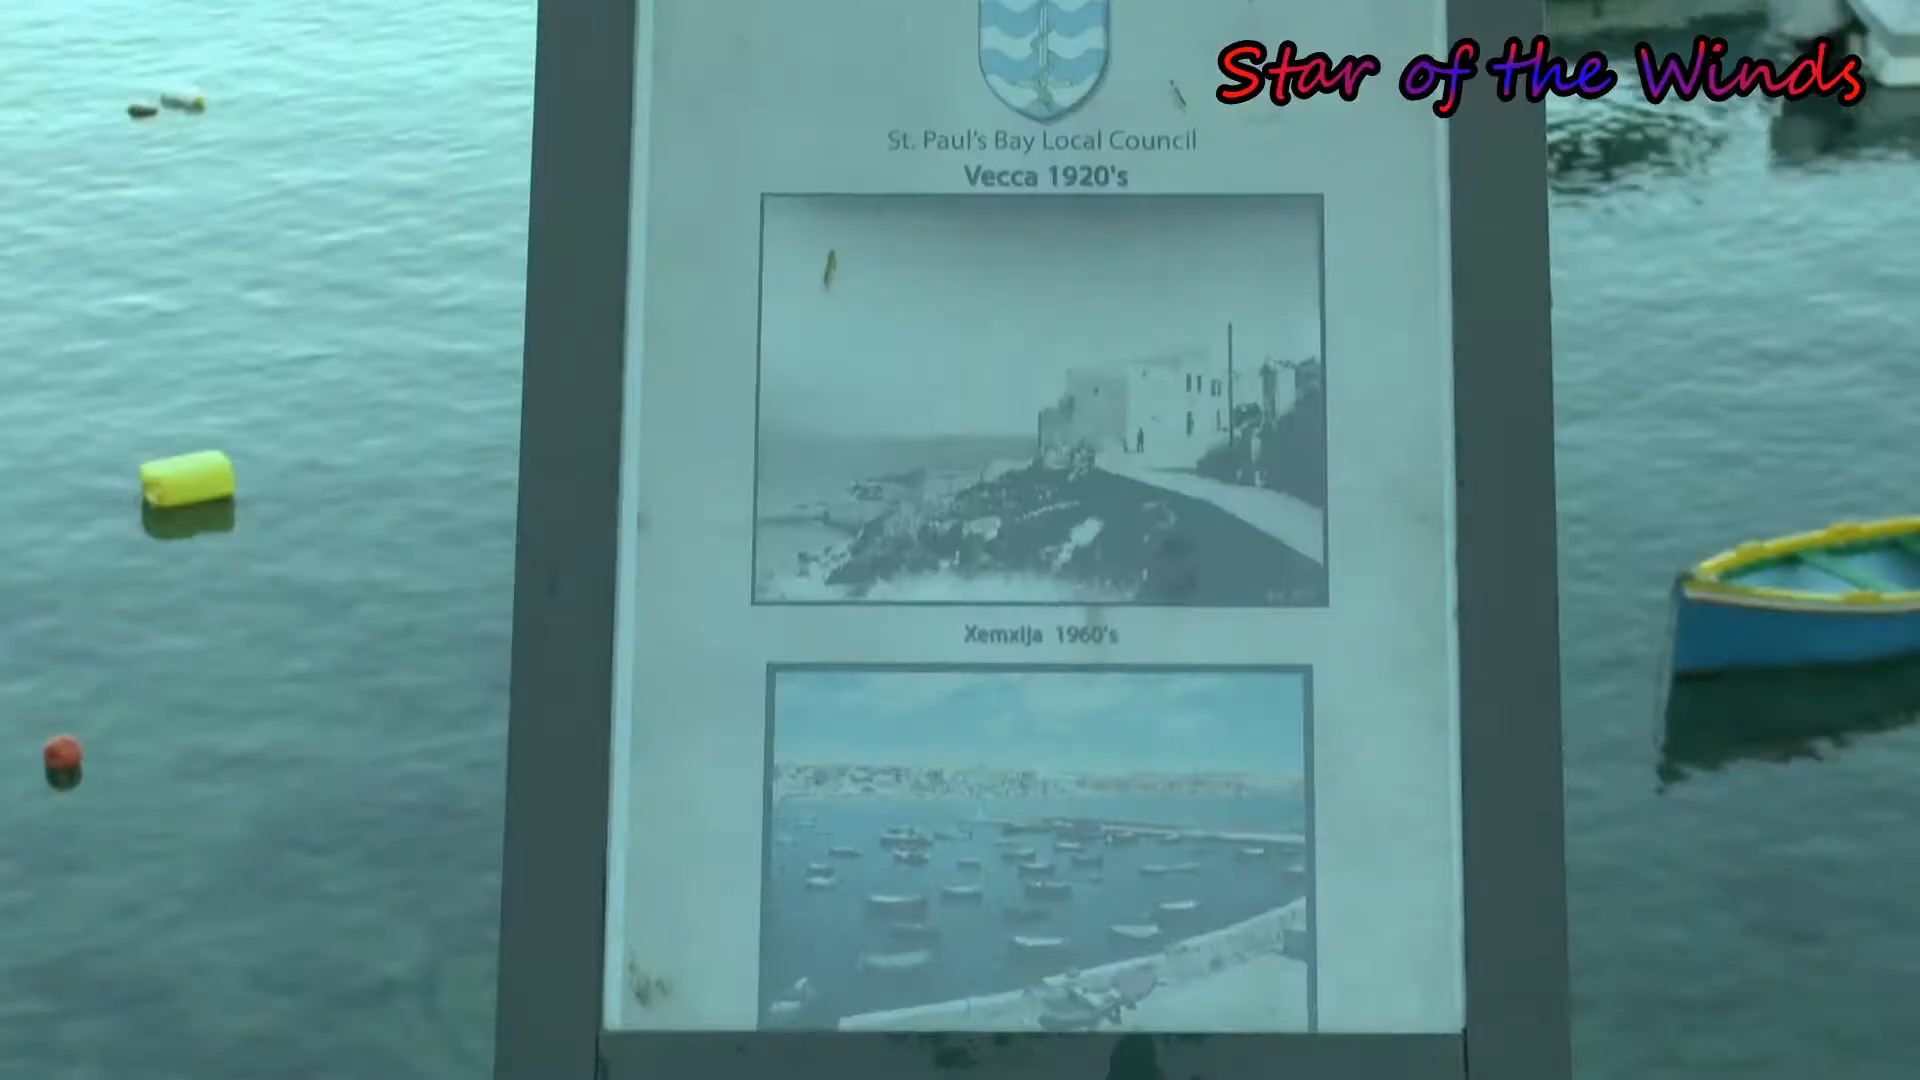 Star of the Winds
St. Paul's Bay Local Council
Vecca 1920's
Xemxija 1960's